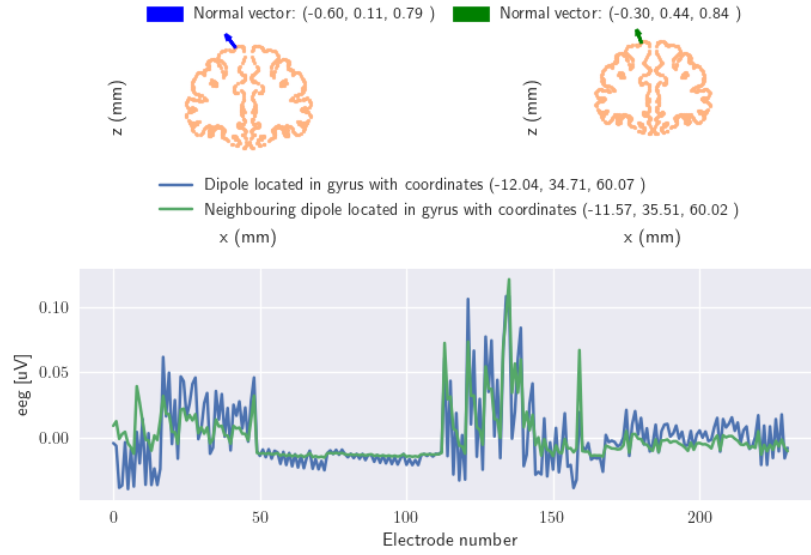 Normal vector: (-0.60, 0.11, 0.79 )
Normal vector: (-0.30, 0.44, 0.84 )
z (mm)
z (mm)
Dipole located in gyrus with coordinates (-12.04, 34.71, 60.07 )
Neighbouring dipole located in gyrus with coordinates (-11.57, 35.51, 60.02 )
x (mm)
x (mm)
0.10
0.05
0.00
eeg [uV]
0
50
100
150
200
Electrode number